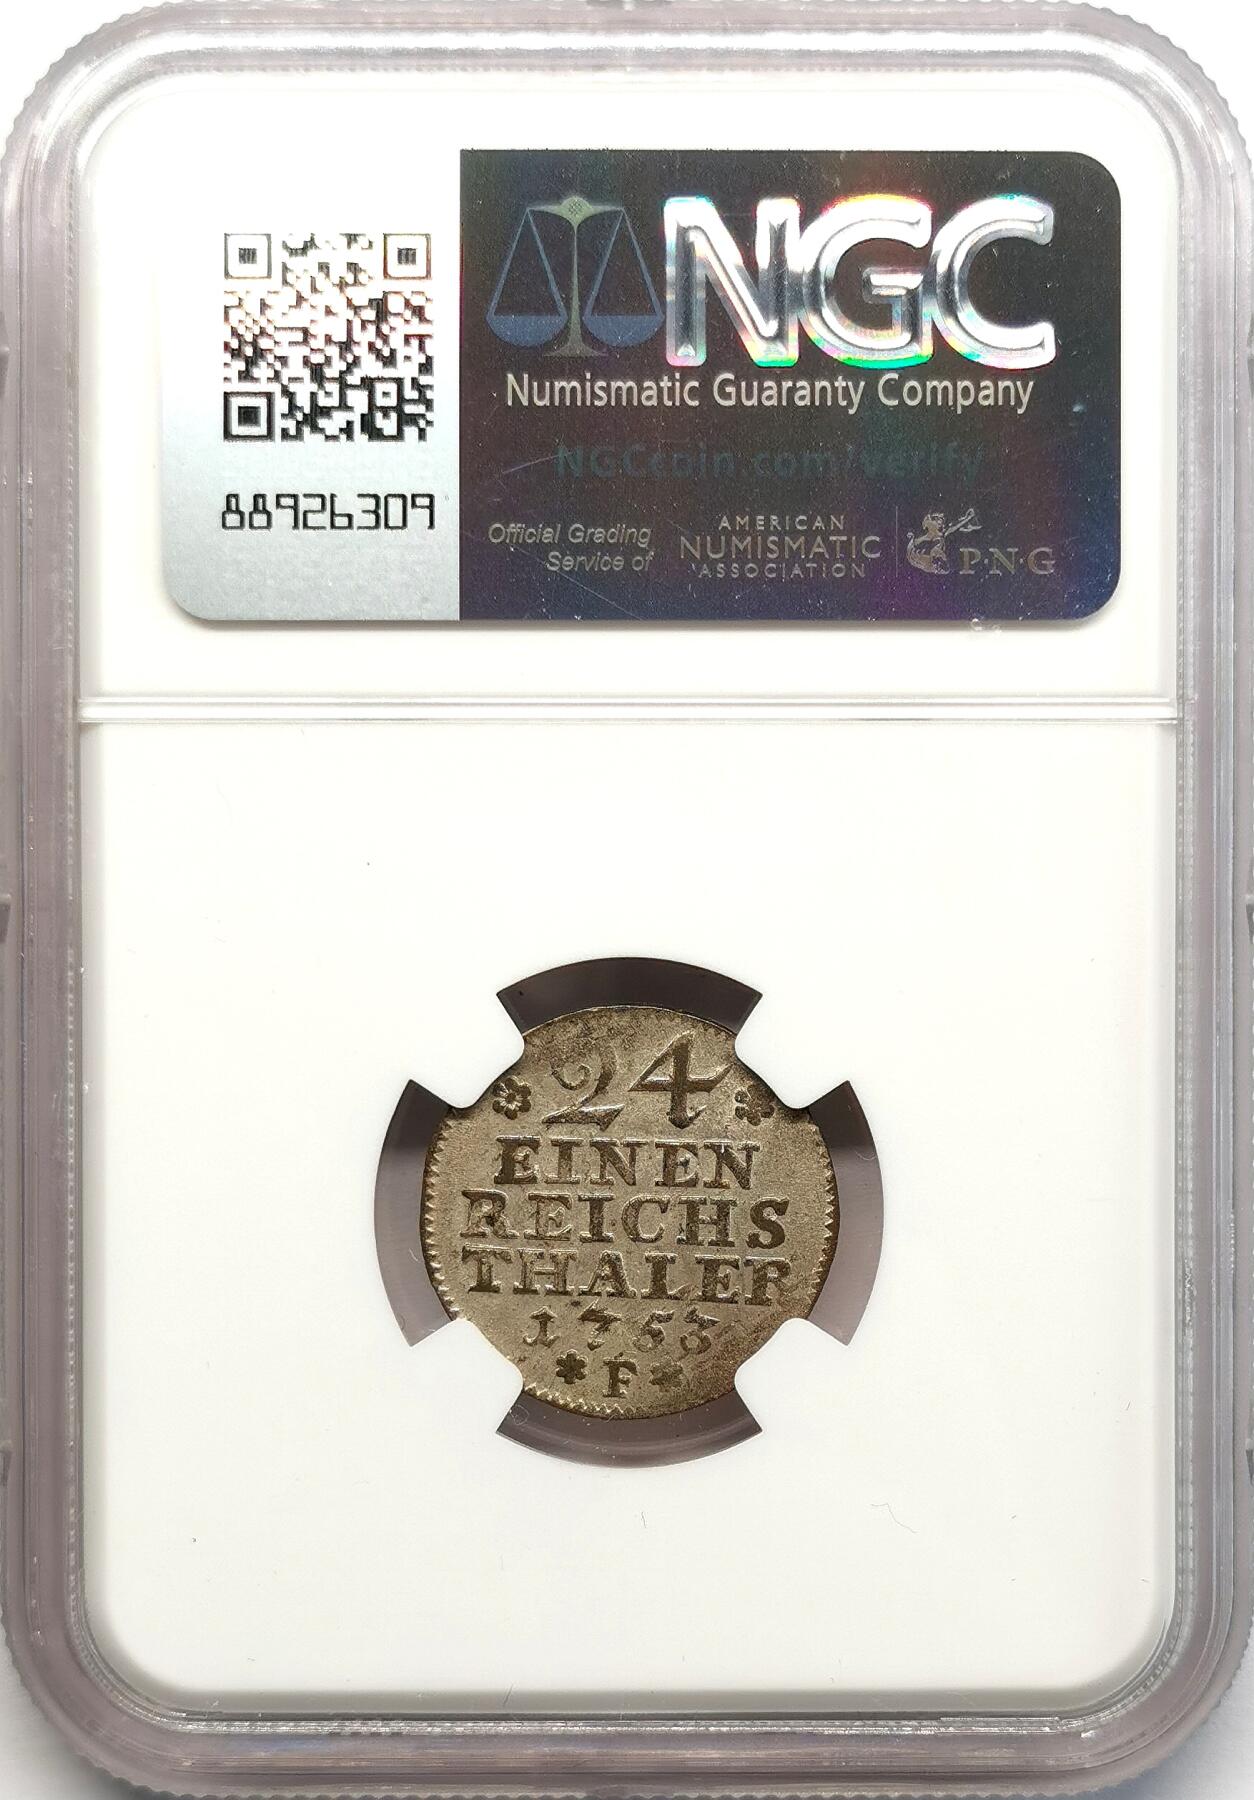 NGC
Numismatic Guaranty Company
NGCcoin.com/verify
88926309
Official Grading
Service of
AMERICAN
NUMISMATIC
ASSOCIATION
P·N·G
24
EINEN
REICHS
THALER
1753
F